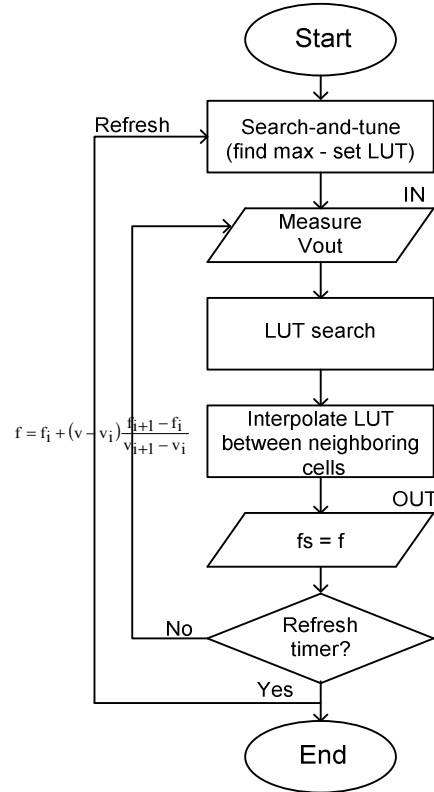 Start
Refresh
Search-and-tune
(find max - set LUT)
IN
Measure
Vout
LUT search
f = fi + (v − vi) fi+1 − fi / vi+1 − vi
Interpolate LUT
between neighboring
cells
OUT
fs = f
No
Refresh
timer?
Yes
End